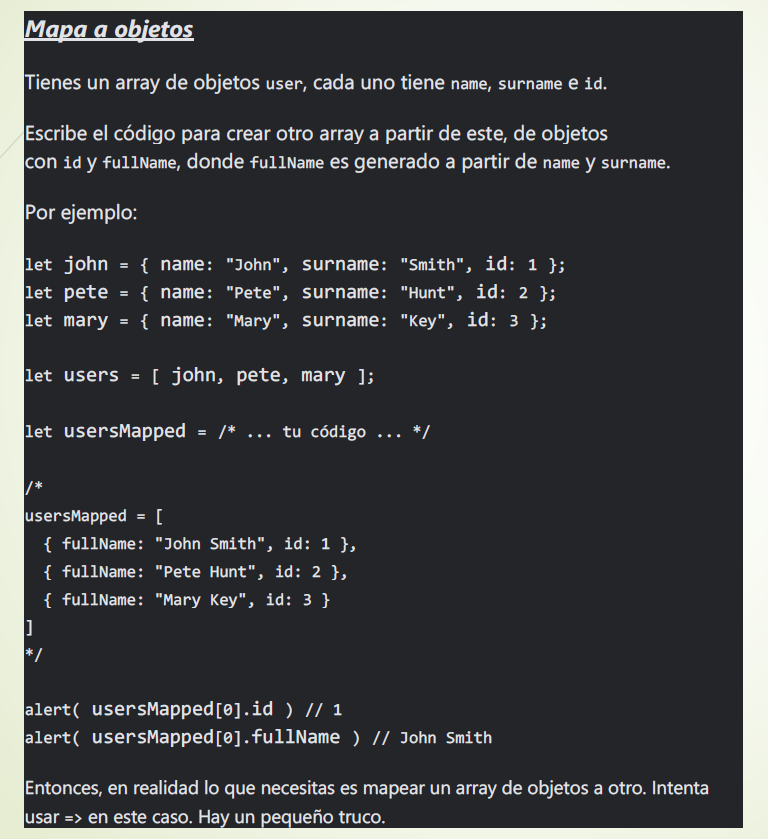 Mapa a objetos
Tienes un array de objetos user, cada uno tiene name, surname e id.
Escribe el código para crear otro array a partir de este, de objetos
con id y fullName, donde fullName es generado a partir de name y surname.
Por ejemplo:
let john = { name: "John", surname: "Smith", id: 1 };
let pete = { name: "Pete", surname: "Hunt", id: 2 };
let mary = { name: "Mary", surname: "Key", id: 3 };
let users = [ john, pete, mary ];
let usersMapped = /* ... tu código ... */
/*
usersMapped = [
  { fullName: "John Smith", id: 1 },
  { fullName: "Pete Hunt", id: 2 },
  { fullName: "Mary Key", id: 3 }
]
*/
alert( usersMapped[0].id ) // 1
alert( usersMapped[0].fullName ) // John Smith
Entonces, en realidad lo que necesitas es mapear un array de objetos a otro. Intenta
usar => en este caso. Hay un pequeño truco.